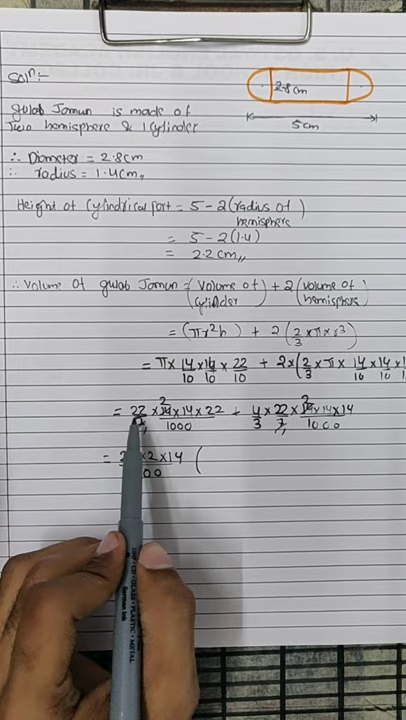 Solⁿ:-
2.8cm
5cm
gulab Jamun is made of
Two hemisphere & 1 cylinder
∴ Diameter = 2.8cm
∴ radius = 1.4cm,,
Height of Cylindrical part = 5 - 2(radius of hemisphere)
= 5 - 2(1.4)
= 2.2cm,,
∴ Volume of gulab Jamun = (Volume of cylinder) + 2(volume of hemisphere)
= (πr²h) + 2(2/3 × π × r³)
= π × 14/10 × 14/10 × 22/10 + 2 × (2/3 × π × 14/10 × 14/10 × 1
= 22/7 × 14 × 14 × 22/1000 + 4/3 × 22/7 × 14 × 14 × 14/1000
= × 2 × 14 (